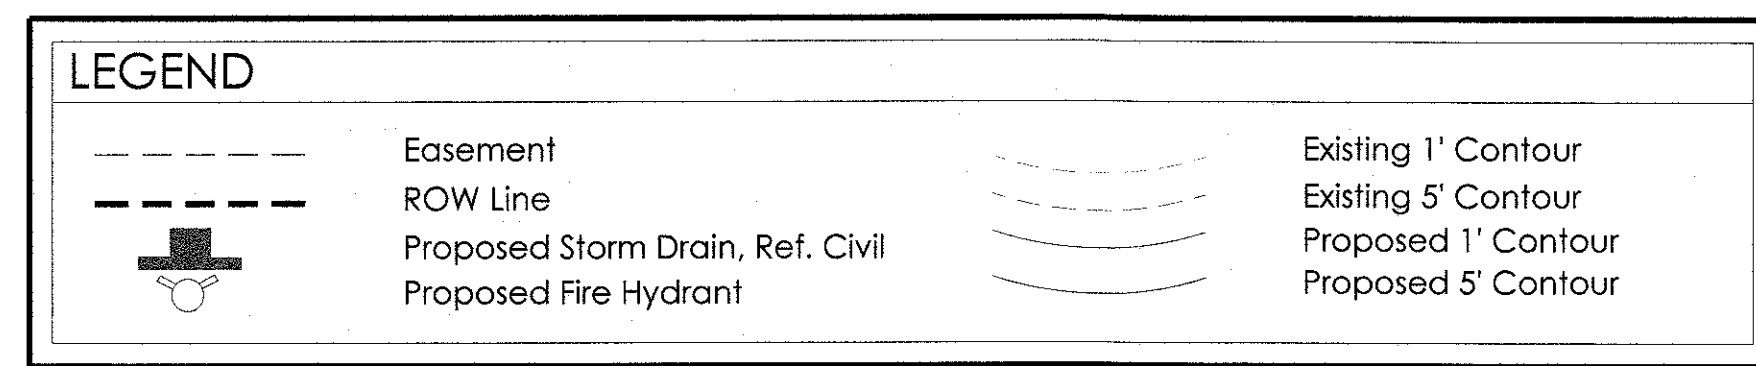 LEGEND
Easement
ROW Line
Proposed Storm Drain, Ref. Civil
Proposed Fire Hydrant
Existing 1' Contour
Existing 5' Contour
Proposed 1' Contour
Proposed 5' Contour